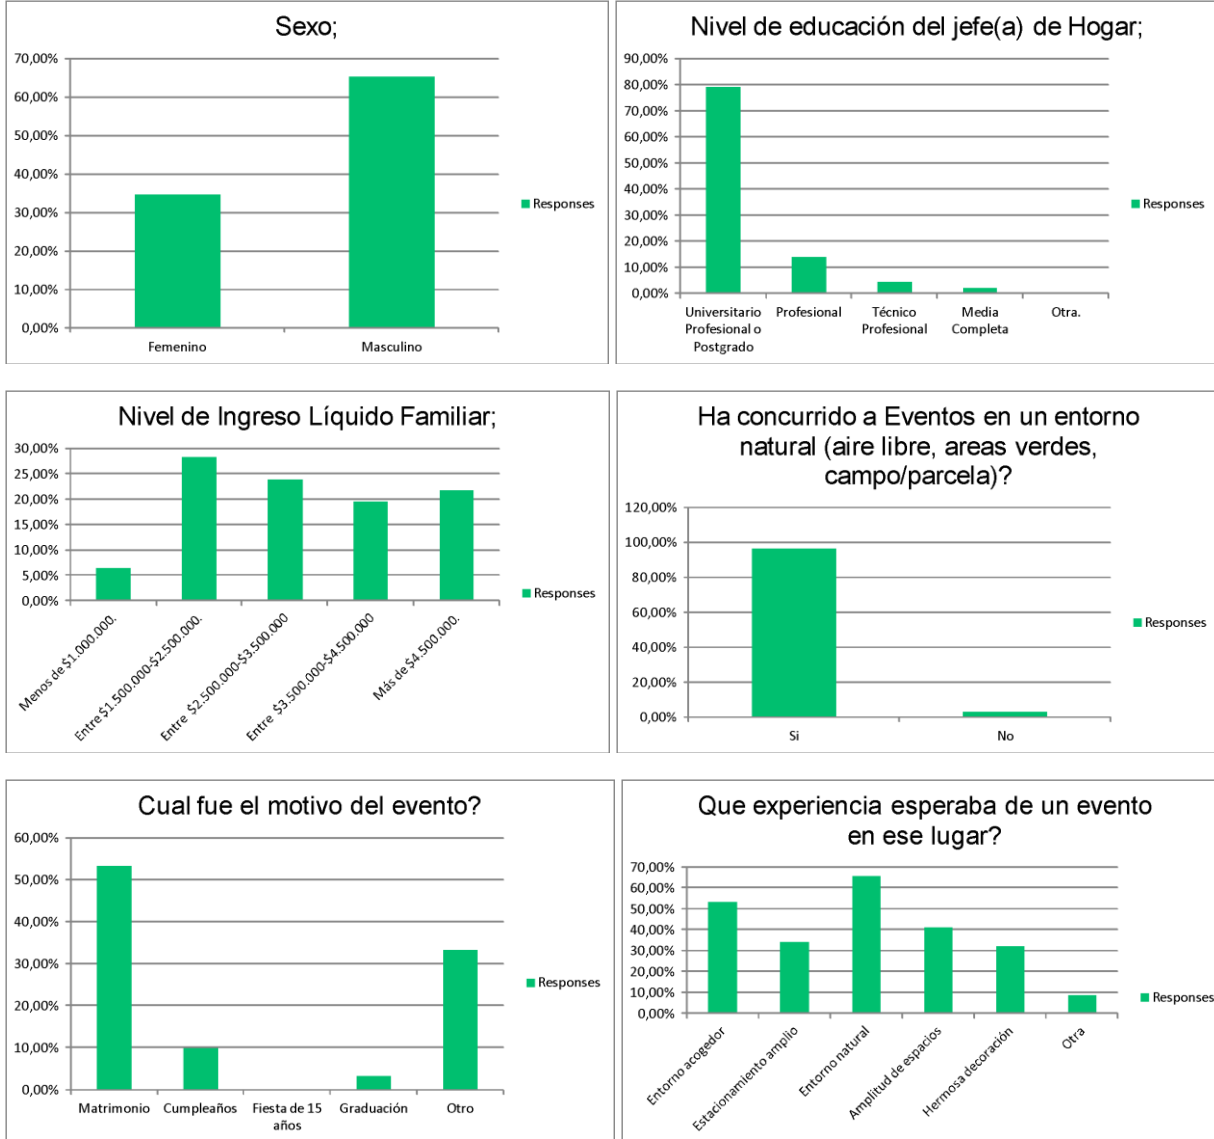 Sexo;
70,00%
60,00%
50,00%
40,00%
30,00%
20,00%
10,00%
0,00%
Femenino
Masculino
Responses
Nivel de educación del jefe(a) de Hogar;
90,00%
80,00%
70,00%
60,00%
50,00%
40,00%
30,00%
20,00%
10,00%
0,00%
Universitario
Profesional o
Postgrado
Profesional
Técnico
Profesional
Media
Completa
Otra.
Responses
Nivel de Ingreso Líquido Familiar;
30,00%
25,00%
20,00%
15,00%
10,00%
5,00%
0,00%
Menos de $1.000.000.
Entre $1.500.000-$2.500.000.
Entre $2.500.000-$3.500.000
Entre $3.500.000-$4.500.000
Más de $4.500.000.
Responses
Ha concurrido a Eventos en un entorno
natural (aire libre, areas verdes,
campo/parcela)?
120,00%
100,00%
80,00%
60,00%
40,00%
20,00%
0,00%
Si
No
Responses
Cual fue el motivo del evento?
60,00%
50,00%
40,00%
30,00%
20,00%
10,00%
0,00%
Matrimonio
Cumpleaños
Fiesta de 15
años
Graduación
Otro
Responses
Que experiencia esperaba de un evento
en ese lugar?
70,00%
60,00%
50,00%
40,00%
30,00%
20,00%
10,00%
0,00%
Entorno acogedor
Estacionamiento amplio
Entorno natural
Amplitud de espacios
Hermosa decoración
Otra
Responses